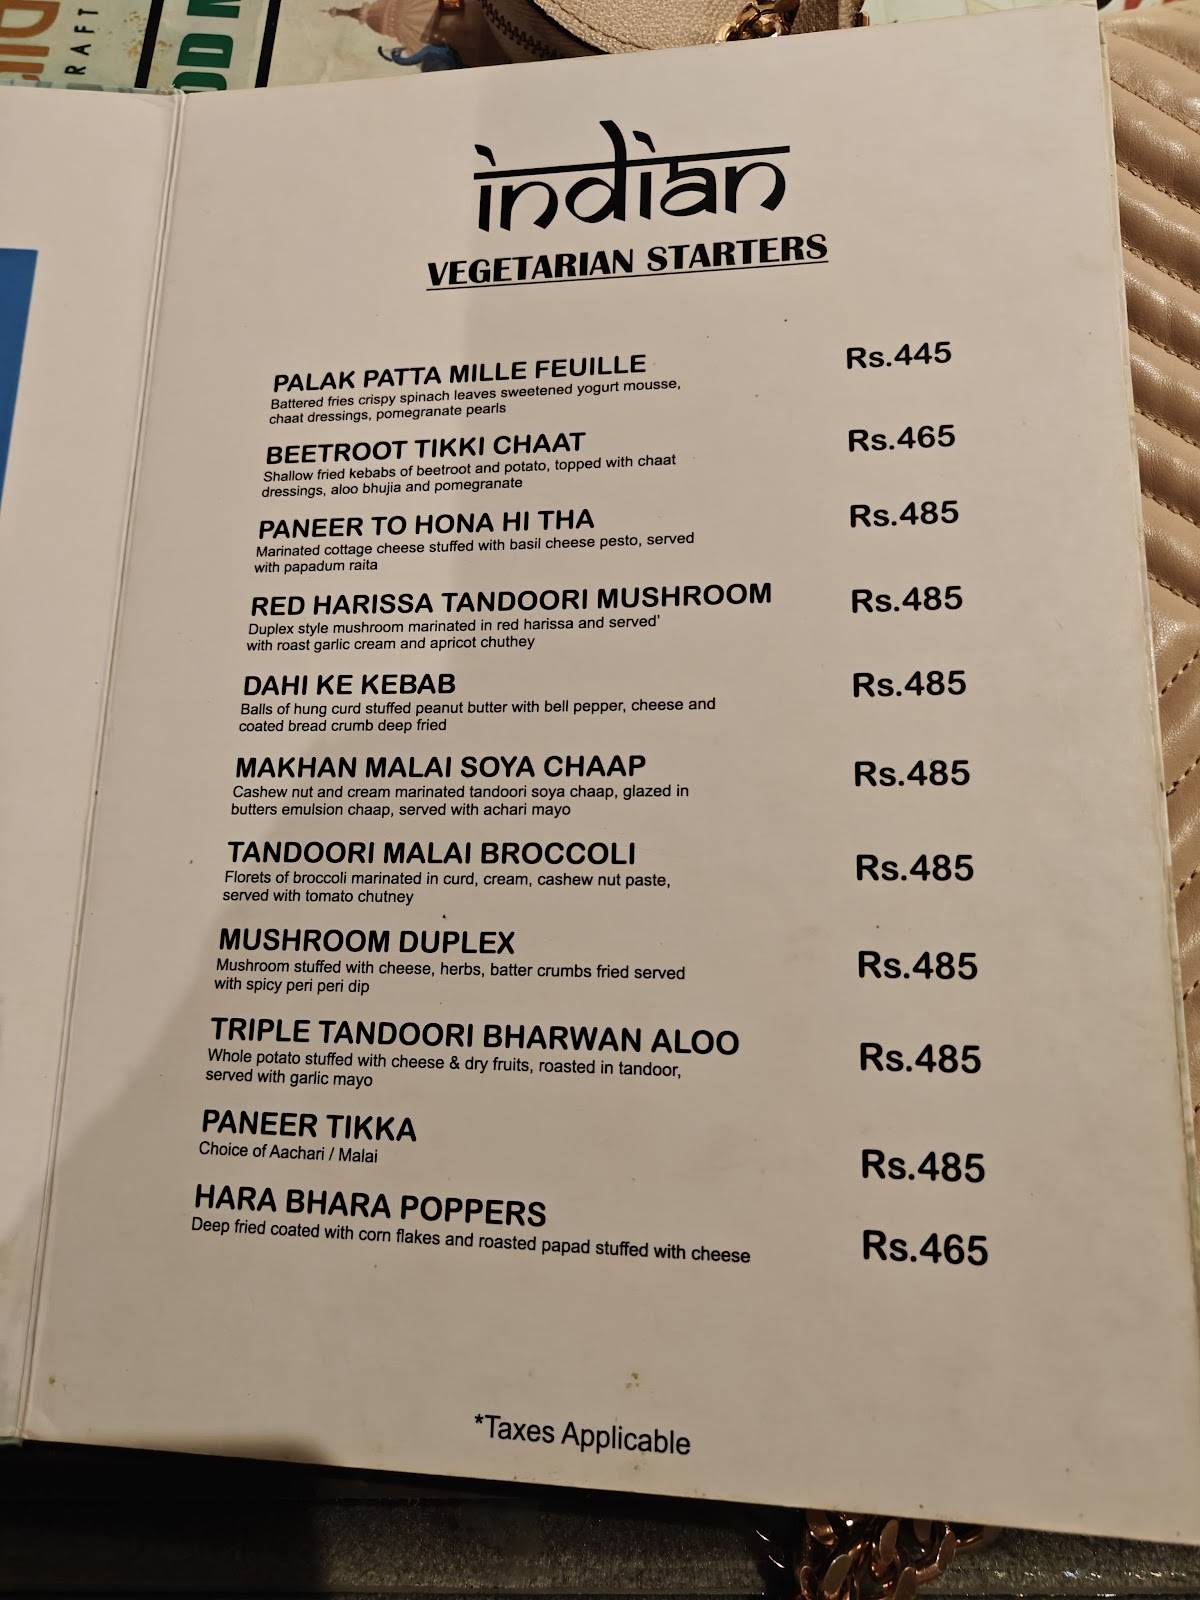 RAFT
OD
indian
VEGETARIAN STARTERS
PALAK PATTA MILLE FEUILLE Rs.445
Battered fries crispy spinach leaves sweetened yogurt mousse,
chaat dressings, pomegranate pearls
BEETROOT TIKKI CHAAT Rs.465
Shallow fried kebabs of beetroot and potato, topped with chaat
dressings, aloo bhujia and pomegranate
PANEER TO HONA HI THA Rs.485
Marinated cottage cheese stuffed with basil cheese pesto, served
with papadum raita
RED HARISSA TANDOORI MUSHROOM Rs.485
Duplex style mushroom marinated in red harissa and served'
with roast garlic cream and apricot chuthey
DAHI KE KEBAB Rs.485
Balls of hung curd stuffed peanut butter with bell pepper, cheese and
coated bread crumb deep fried
MAKHAN MALAI SOYA CHAAP Rs.485
Cashew nut and cream marinated tandoori soya chaap, glazed in
butters emulsion chaap, served with achari mayo
TANDOORI MALAI BROCCOLI Rs.485
Florets of broccoli marinated in curd, cream, cashew nut paste,
served with tomato chutney
MUSHROOM DUPLEX Rs.485
Mushroom stuffed with cheese, herbs, batter crumbs fried served
with spicy peri peri dip
TRIPLE TANDOORI BHARWAN ALOO Rs.485
Whole potato stuffed with cheese & dry fruits, roasted in tandoor,
served with garlic mayo
PANEER TIKKA Rs.485
Choice of Aachari / Malai
HARA BHARA POPPERS Rs.465
Deep fried coated with corn flakes and roasted papad stuffed with cheese
*Taxes Applicable